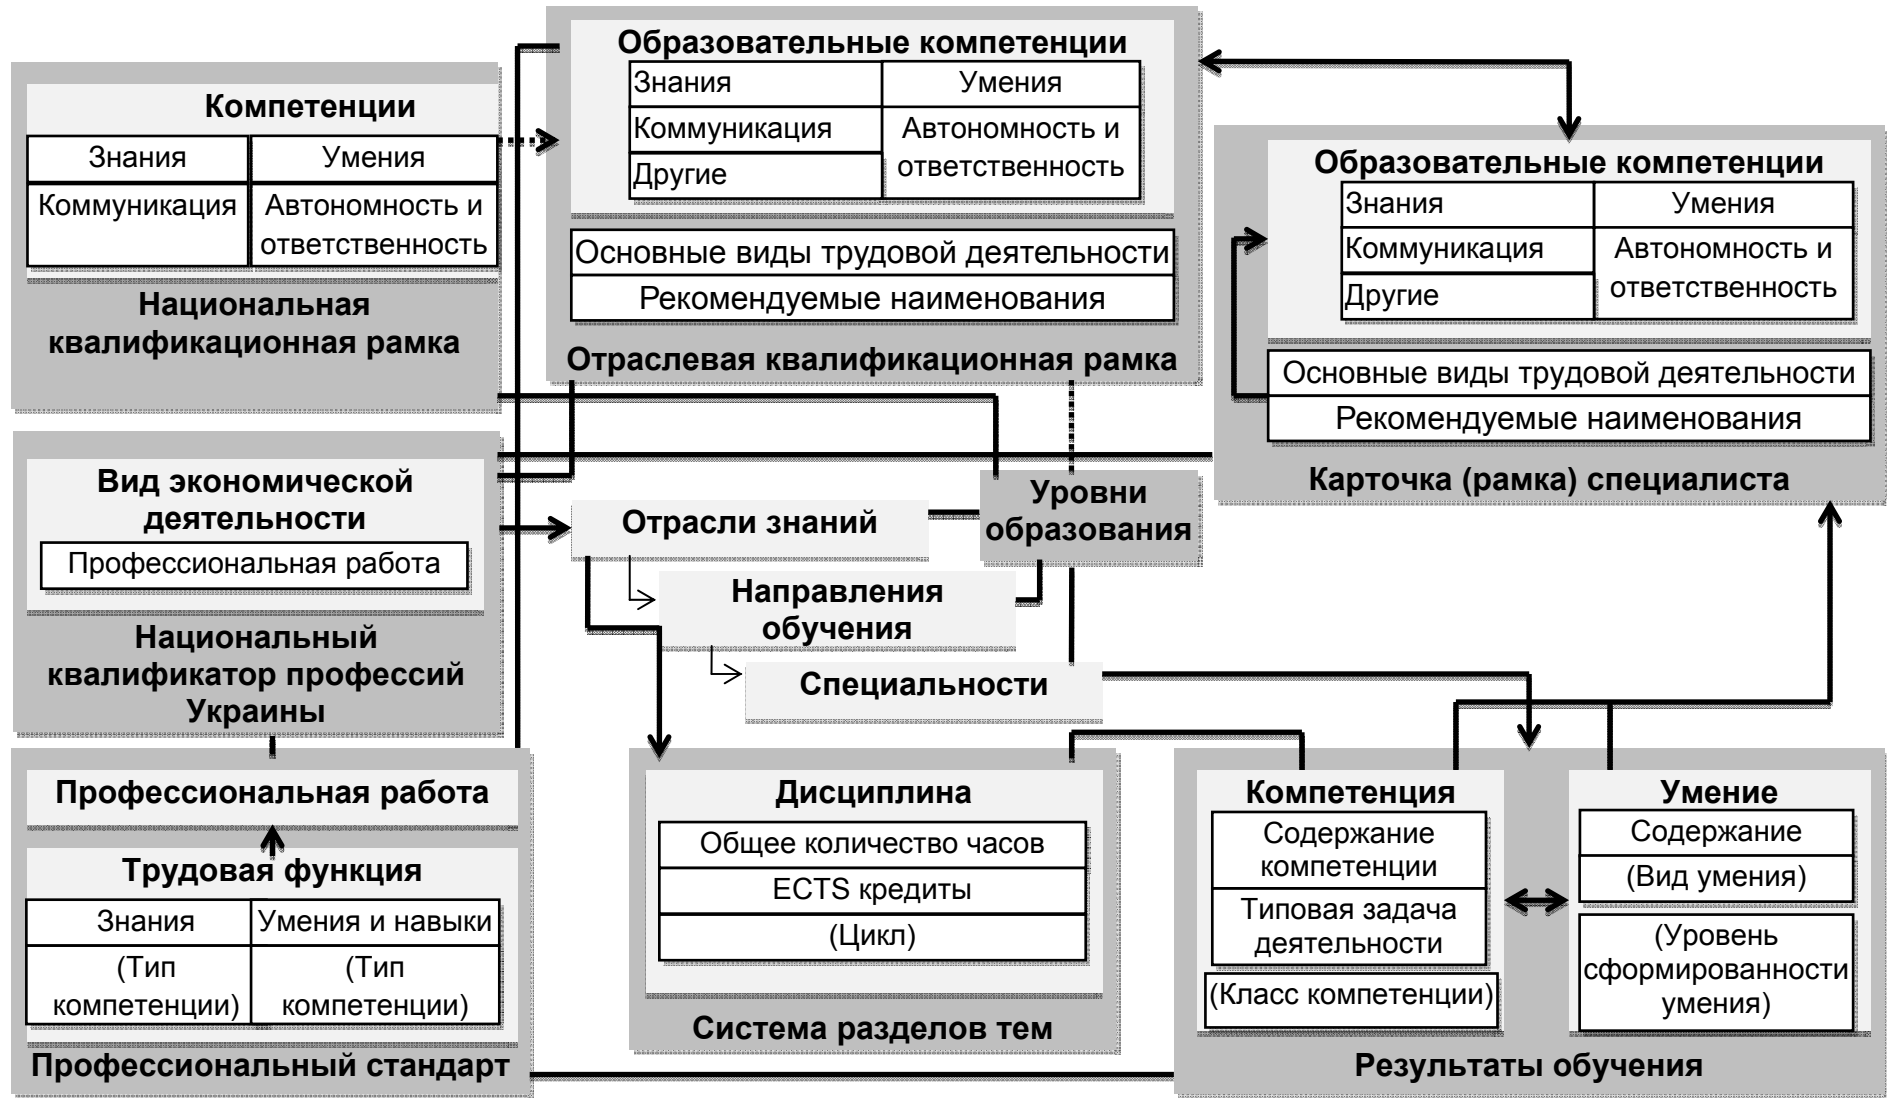 Компетенции
Знания
Умения
Коммуникация
Автономность и
ответственность
Национальная
квалификационная рамка
Образовательные компетенции
Знания
Умения
Коммуникация
Автономность и
ответственность
Другие
Основные виды трудовой деятельности
Рекомендуемые наименования
Отраслевая квалификационная рамка
Образовательные компетенции
Знания
Умения
Коммуникация
Автономность и
ответственность
Другие
Основные виды трудовой деятельности
Рекомендуемые наименования
Карточка (рамка) специалиста
Вид экономической
деятельности
Профессиональная работа
Национальный
квалификатор профессий
Украины
Отрасли знаний
Уровни
образования
Направления
обучения
Специальности
Профессиональная работа
Трудовая функция
Знания
Умения и навыки
(Тип
компетенции)
(Тип
компетенции)
Профессиональный стандарт
Дисциплина
Общее количество часов
ECTS кредиты
(Цикл)
Система разделов тем
Компетенция
Содержание
компетенции
Типовая задача
деятельности
(Класс компетенции)
Умение
Содержание
(Вид умения)
(Уровень
сформированности
умения)
Результаты обучения